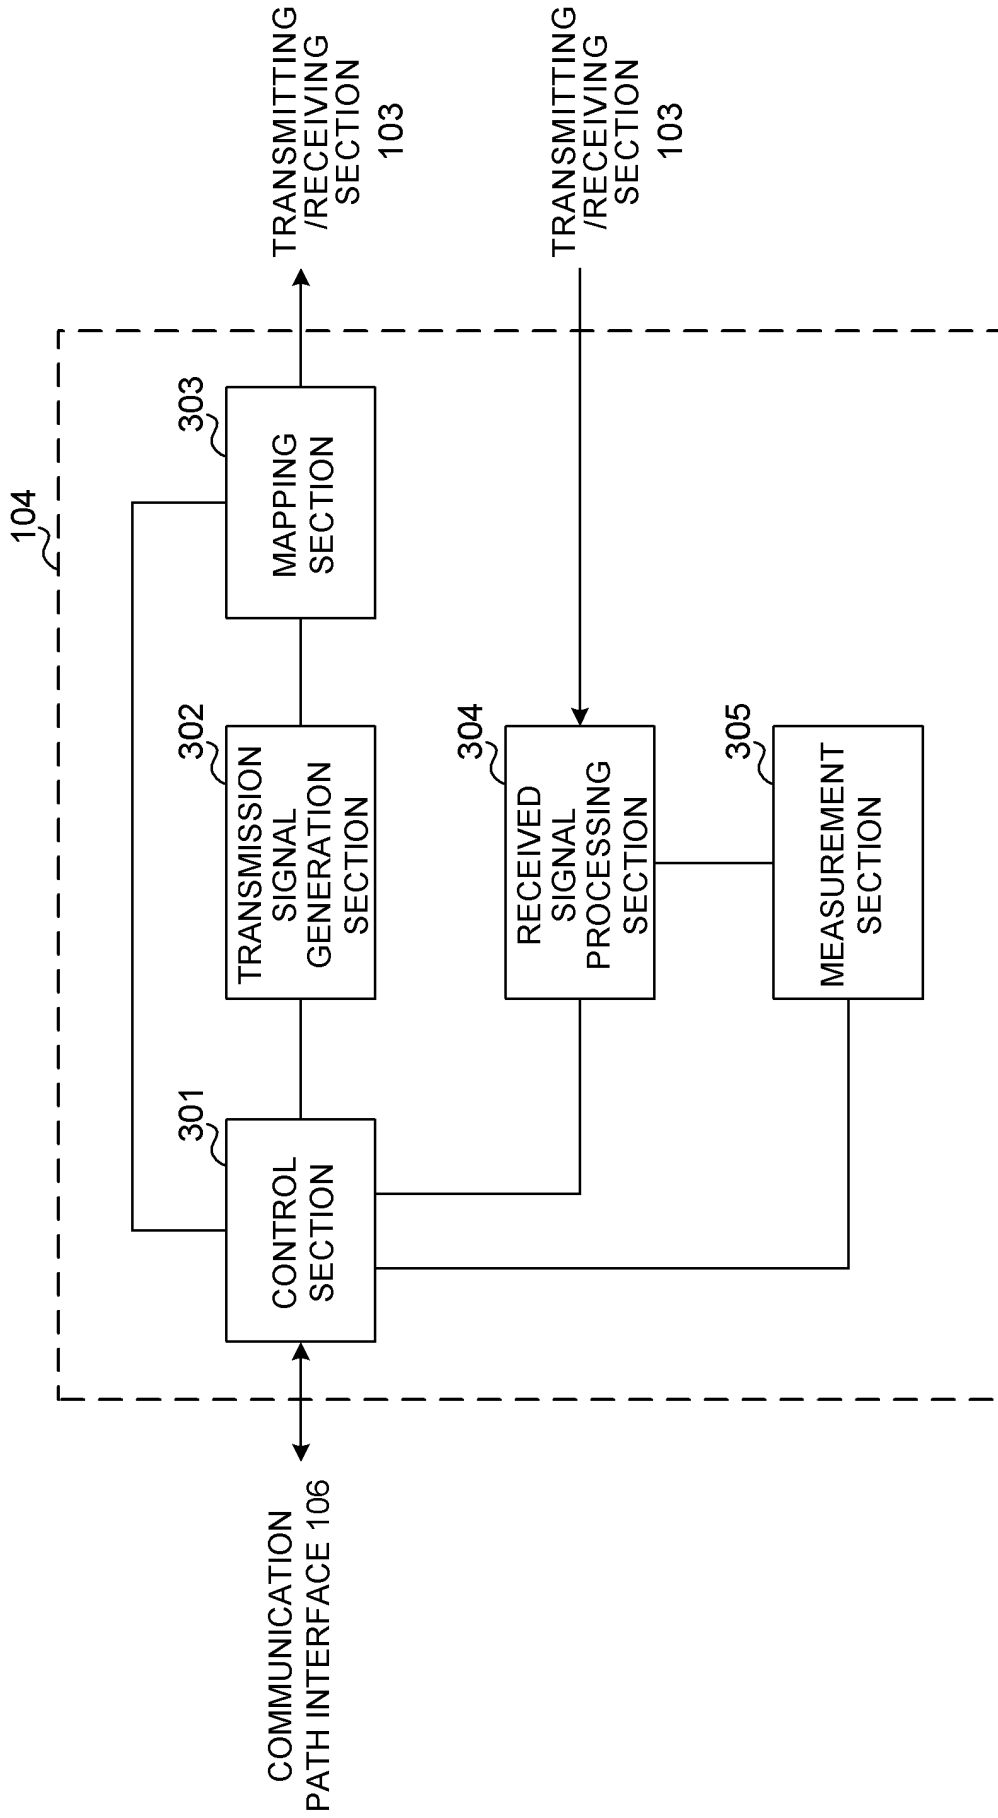 104
COMMUNICATION
PATH INTERFACE 106
301
CONTROL
SECTION
302
TRANSMISSION
SIGNAL
GENERATION
SECTION
303
MAPPING
SECTION
TRANSMITTING
/RECEIVING
SECTION
103
304
RECEIVED
SIGNAL
PROCESSING
SECTION
TRANSMITTING
/RECEIVING
SECTION
103
305
MEASUREMENT
SECTION